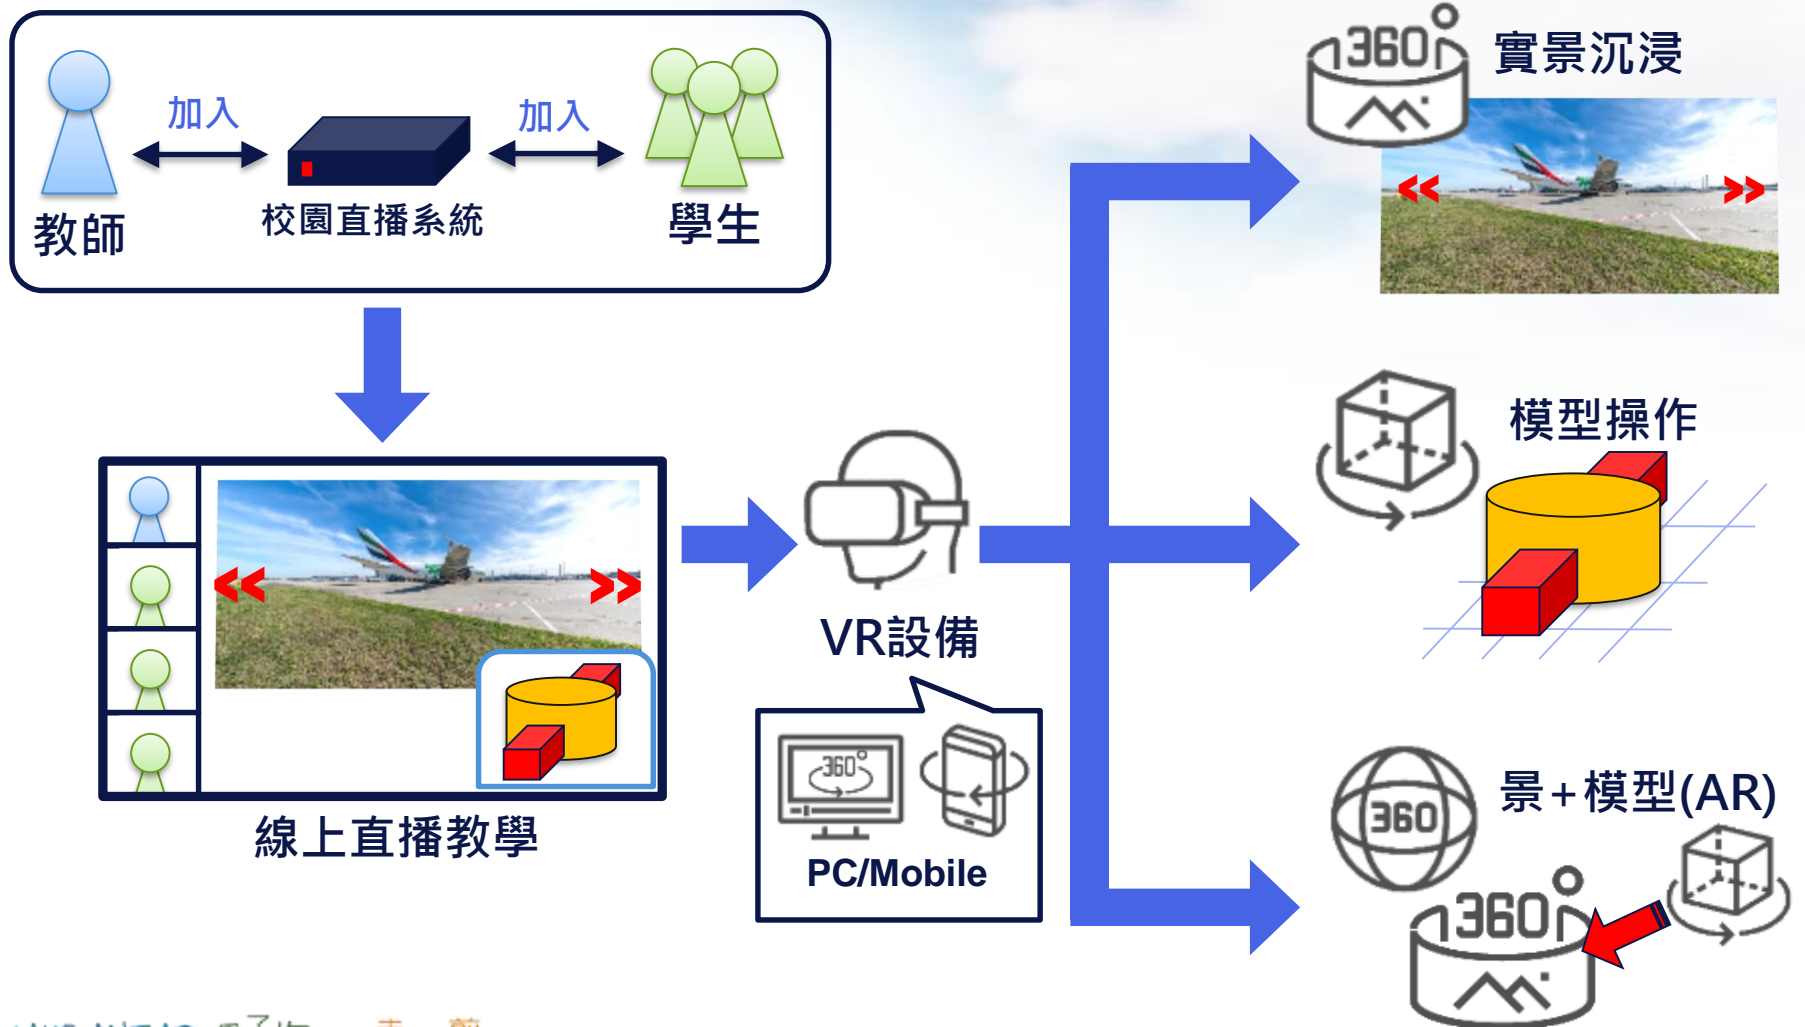 加入
加入
教師
校園直播系統
學生
360°
實景沉浸
模型操作
線上直播教學
VR設備
360°
PC/Mobile
360
景+模型(AR)
360°